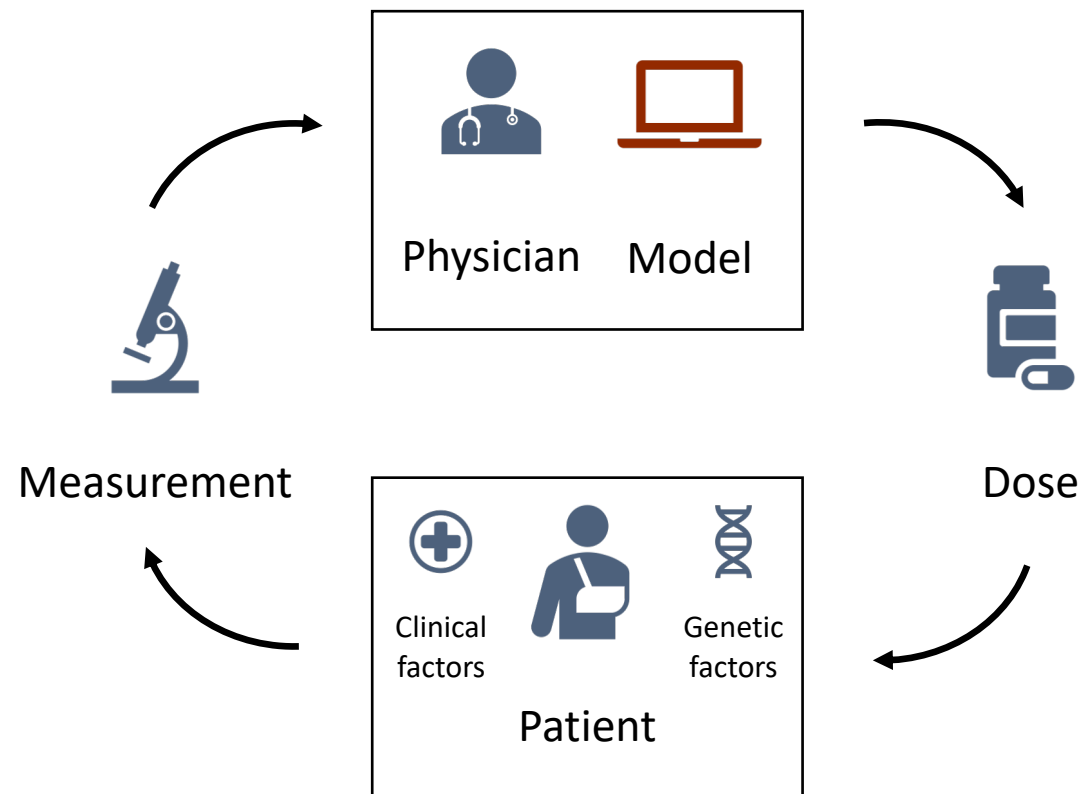 Physician Model
Measurement
Dose
Clinical
factors
Genetic
factors
Patient